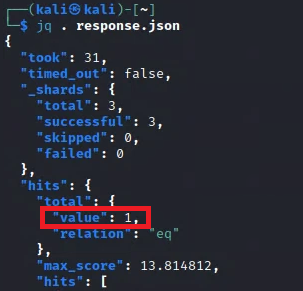 ┌──(kali㉿kali)-[~]
└─$ jq . response.json
{
  "took": 31,
  "timed_out": false,
  "_shards": {
    "total": 3,
    "successful": 3,
    "skipped": 0,
    "failed": 0
  },
  "hits": {
    "total": {
      "value": 1,
      "relation": "eq"
    },
    "max_score": 13.814812,
    "hits": [